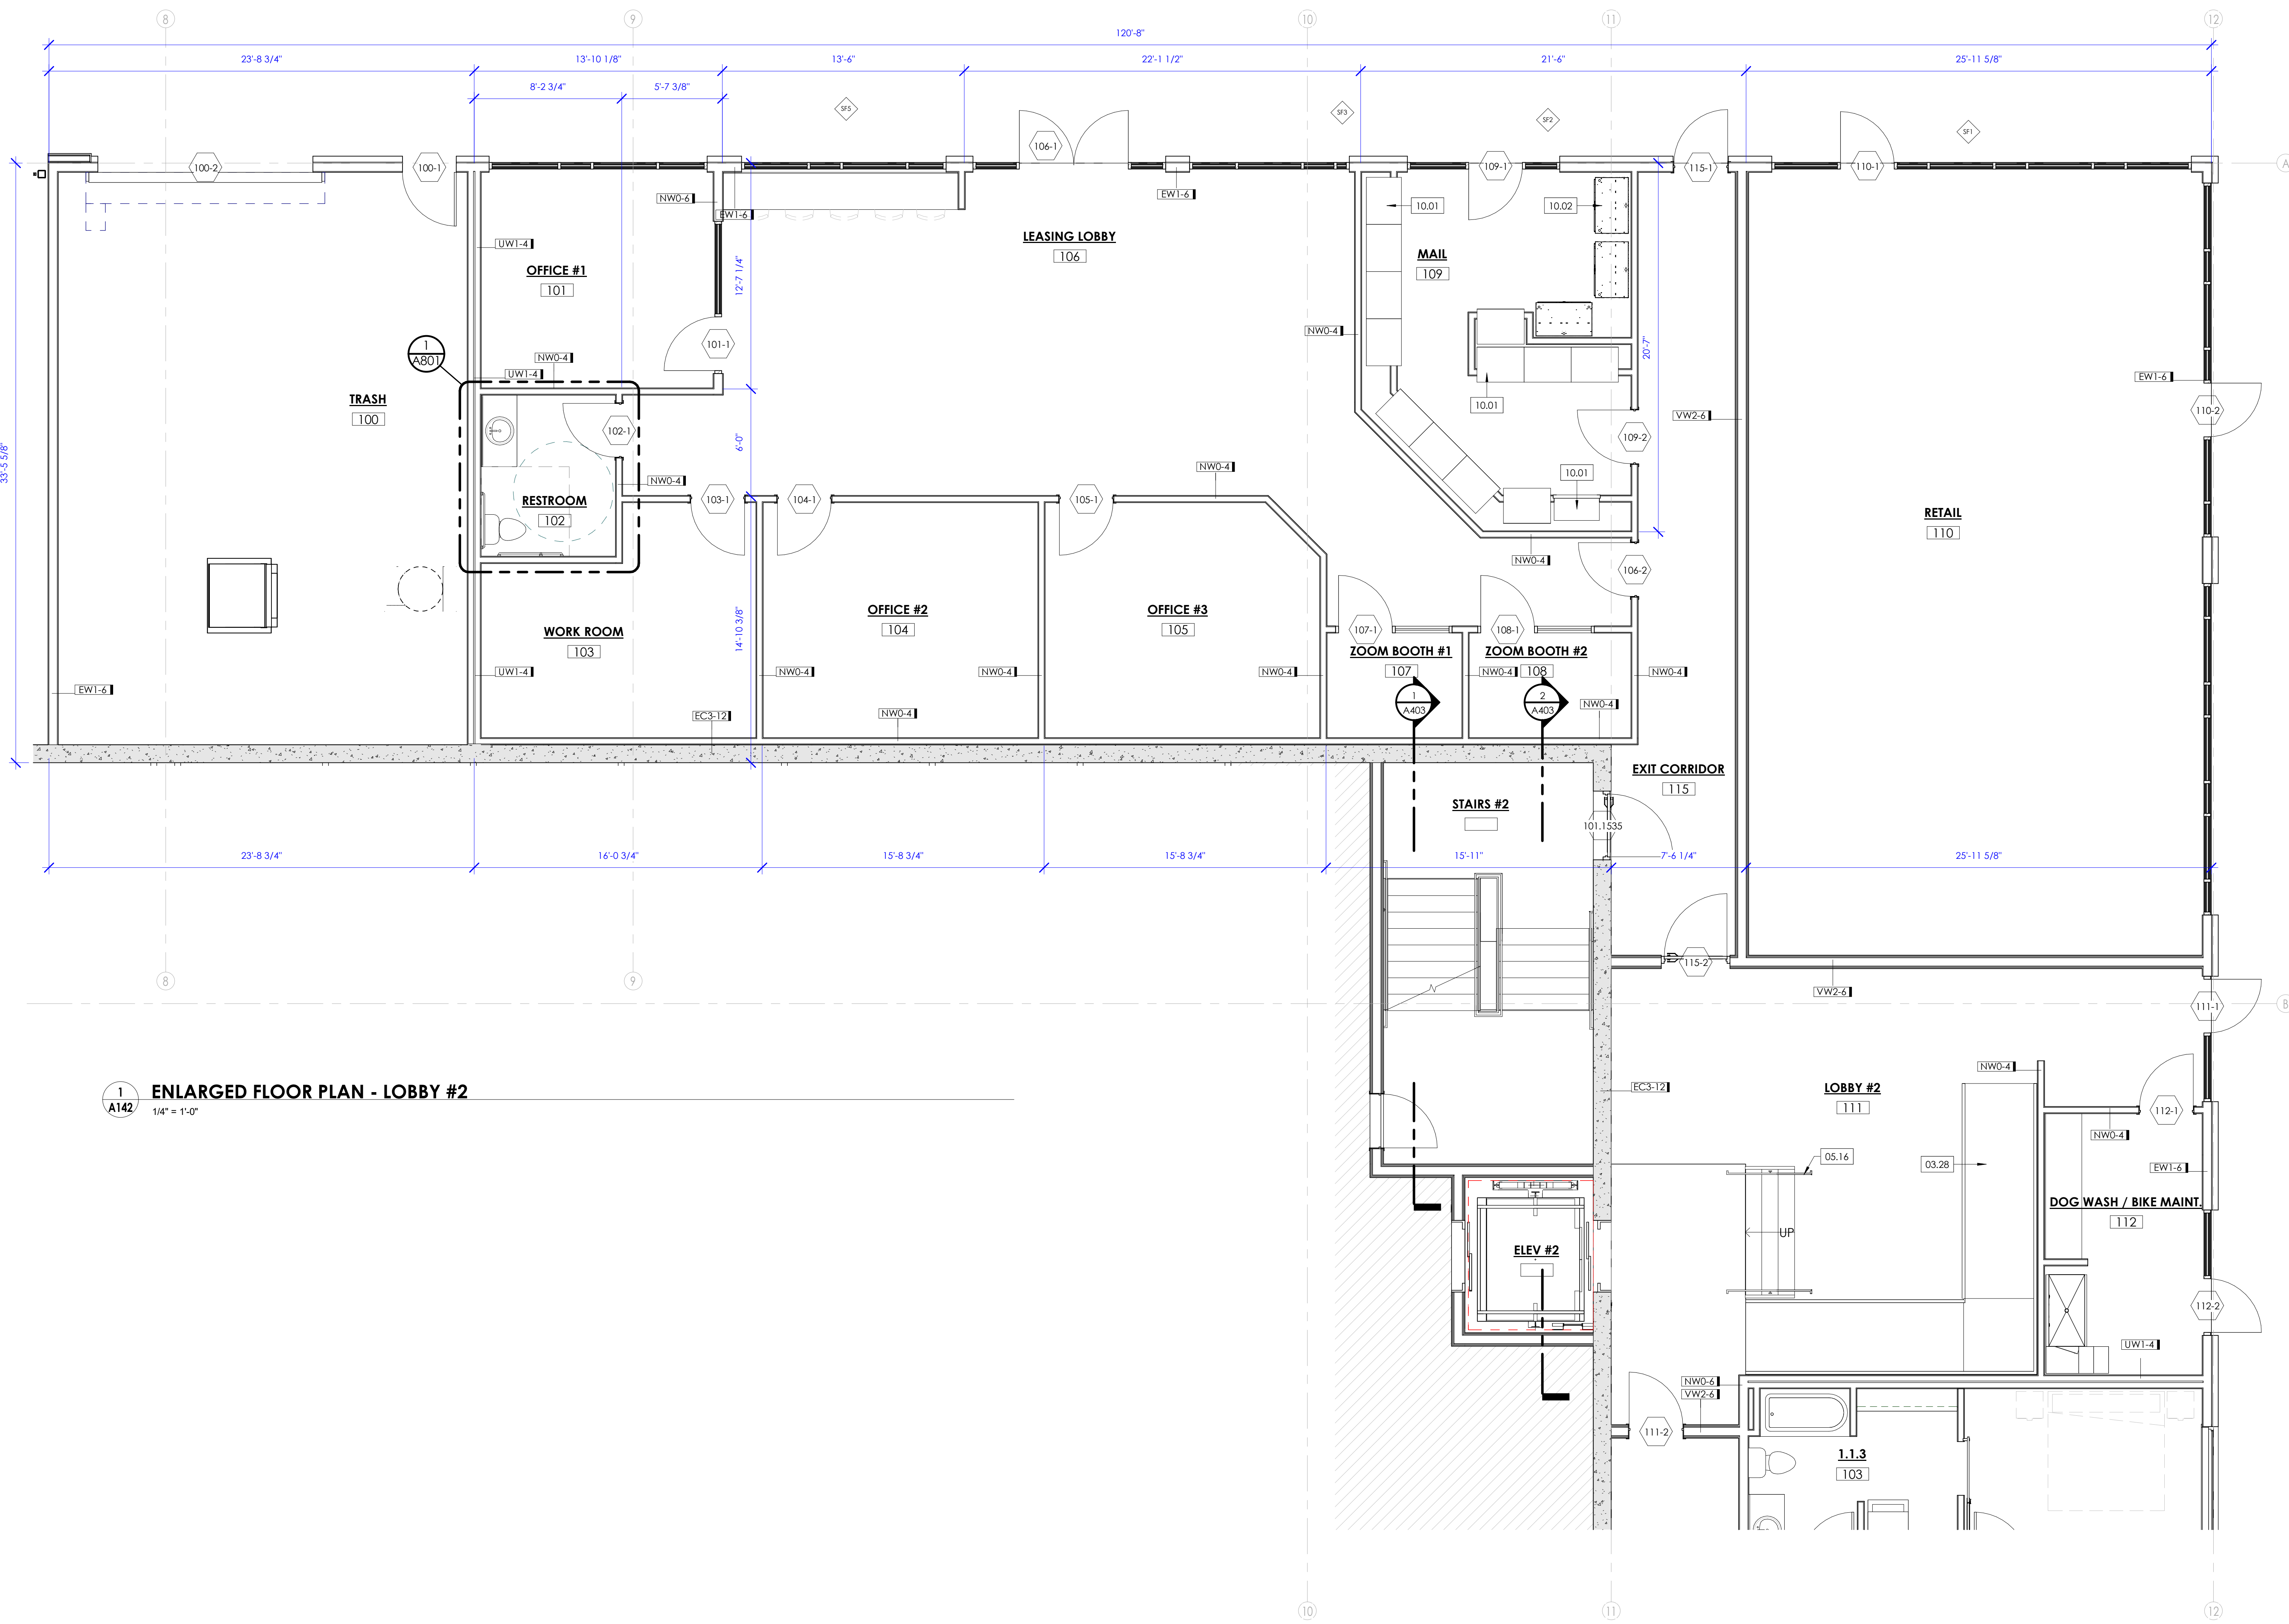 8
9
10
11
12
120'-8"
23'-8 3/4"
13'-10 1/8"
13'-6"
22'-1 1/2"
21'-6"
25'-11 5/8"
8'-2 3/4"
5'-7 3/8"
SF5
SF3
SF2
SF1
100-2
100-1
106-1
109-1
115-1
110-1
A
NW0-6
EW1-6
EW1-6
10.01
10.02
UW1-4
OFFICE #1
101
LEASING LOBBY
106
MAIL
109
12'-7 1/4"
NW0-4
101-1
20'-7"
1
A801
NW0-4
UW1-4
EW1-6
TRASH
100
10.01
110-2
VW2-6
102-1
6'-0"
109-2
33'-5 5/8"
NW0-4
NW0-4
10.01
RESTROOM
102
103-1
104-1
105-1
RETAIL
110
NW0-4
106-2
OFFICE #2
104
OFFICE #3
105
14'-10 3/8"
WORK ROOM
103
107-1
108-1
ZOOM BOOTH #1
107
ZOOM BOOTH #2
108
UW1-4
NW0-4
NW0-4
NW0-4
NW0-4
NW0-4
EW1-6
1
A403
2
A403
NW0-4
EC3-12
NW0-4
EXIT CORRIDOR
115
STAIRS #2
101.1535
23'-8 3/4"
16'-0 3/4"
15'-8 3/4"
15'-8 3/4"
15'-11"
7'-6 1/4"
25'-11 5/8"
115-2
8
9
VW2-6
B
111-1
NW0-4
1
A142
ENLARGED FLOOR PLAN - LOBBY #2
1/4" = 1'-0"
EC3-12
LOBBY #2
111
112-1
NW0-4
05.16
03.28
EW1-6
DOG WASH / BIKE MAINT.
112
UP
ELEV #2
112-2
UW1-4
NW0-6
VW2-6
111-2
1.1.3
103
10
11
12